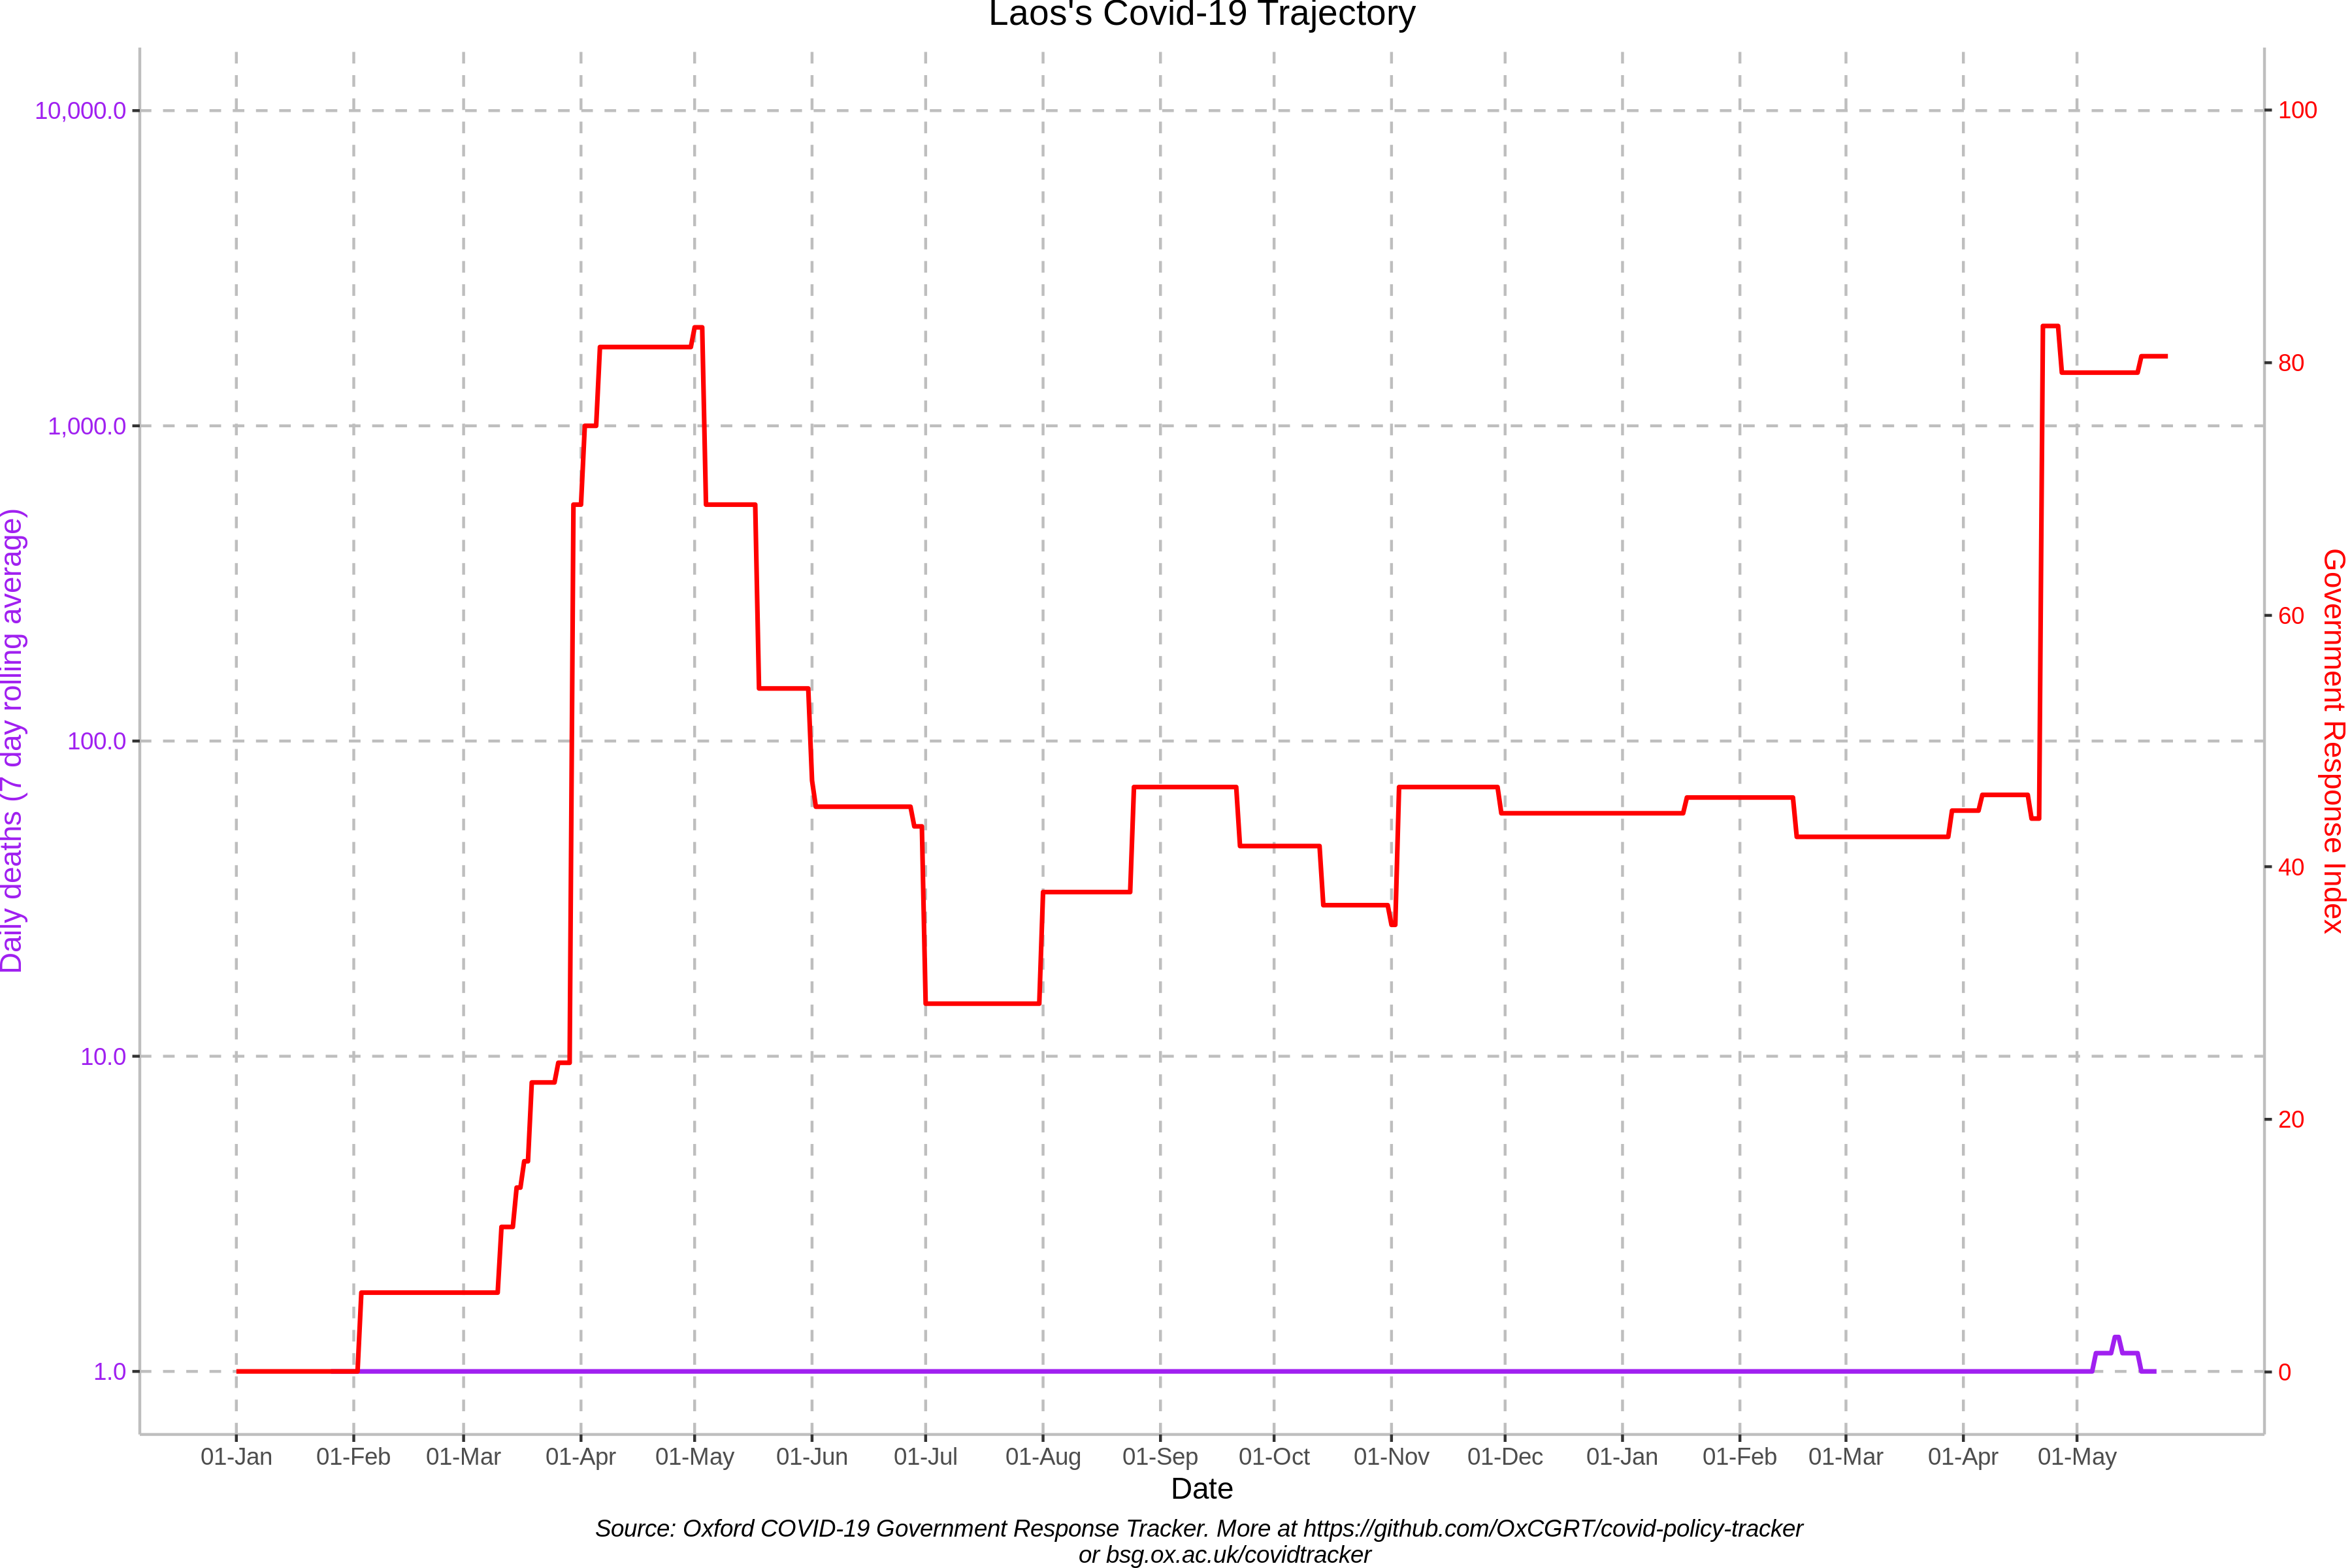 Laos's Covid-19 Trajectory
10,000.0
1,000.0
100.0
10.0
1.0
Daily deaths (7 day rolling average)
100
80
60
40
20
0
Government Response Index
01-Jan 01-Feb 01-Mar 01-Apr 01-May 01-Jun 01-Jul 01-Aug 01-Sep 01-Oct 01-Nov 01-Dec 01-Jan 01-Feb 01-Mar 01-Apr 01-May
Date
Source: Oxford COVID-19 Government Response Tracker. More at https://github.com/OxCGRT/covid-policy-tracker
or bsg.ox.ac.uk/covidtracker